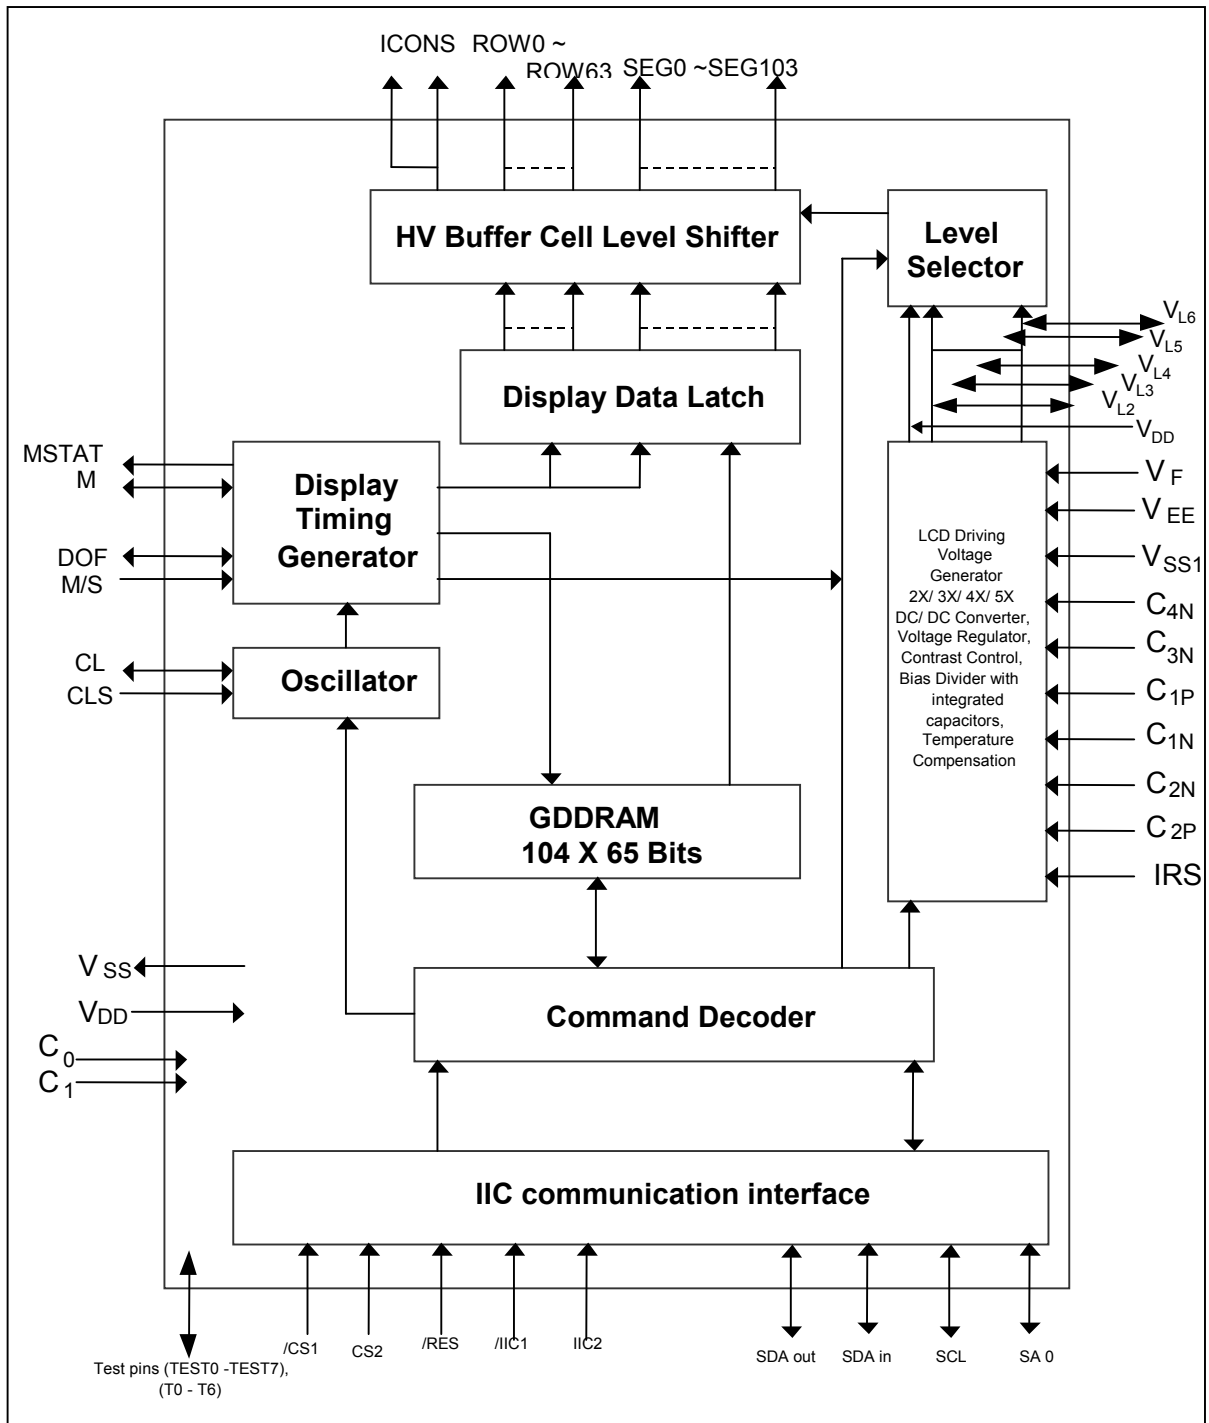 ICONS ROW0 ~
ROW63 SEG0 ~SEG103
HV Buffer Cell Level Shifter
Level
Selector
VL6
VL5
VL4
VL3
VL2
VDD
Display Data Latch
MSTAT
M
DOF
M/S
Display
Timing
Generator
VF
VEE
VSS1
C4N
C3N
C1P
C1N
C2N
C2P
IRS
LCD Driving
Voltage
Generator
2X/ 3X/ 4X/ 5X
DC/ DC Converter,
Voltage Regulator,
Contrast Control,
Bias Divider with
integrated
capacitors,
Temperature
Compensation
CL
CLS
Oscillator
GDDRAM
104 X 65 Bits
VSS
VDD
C0
C1
Command Decoder
IIC communication interface
/CS1 CS2 /RES /IIC1 IIC2 SDA out SDA in SCL SA 0
Test pins (TEST0 -TEST7),
(T0 - T6)